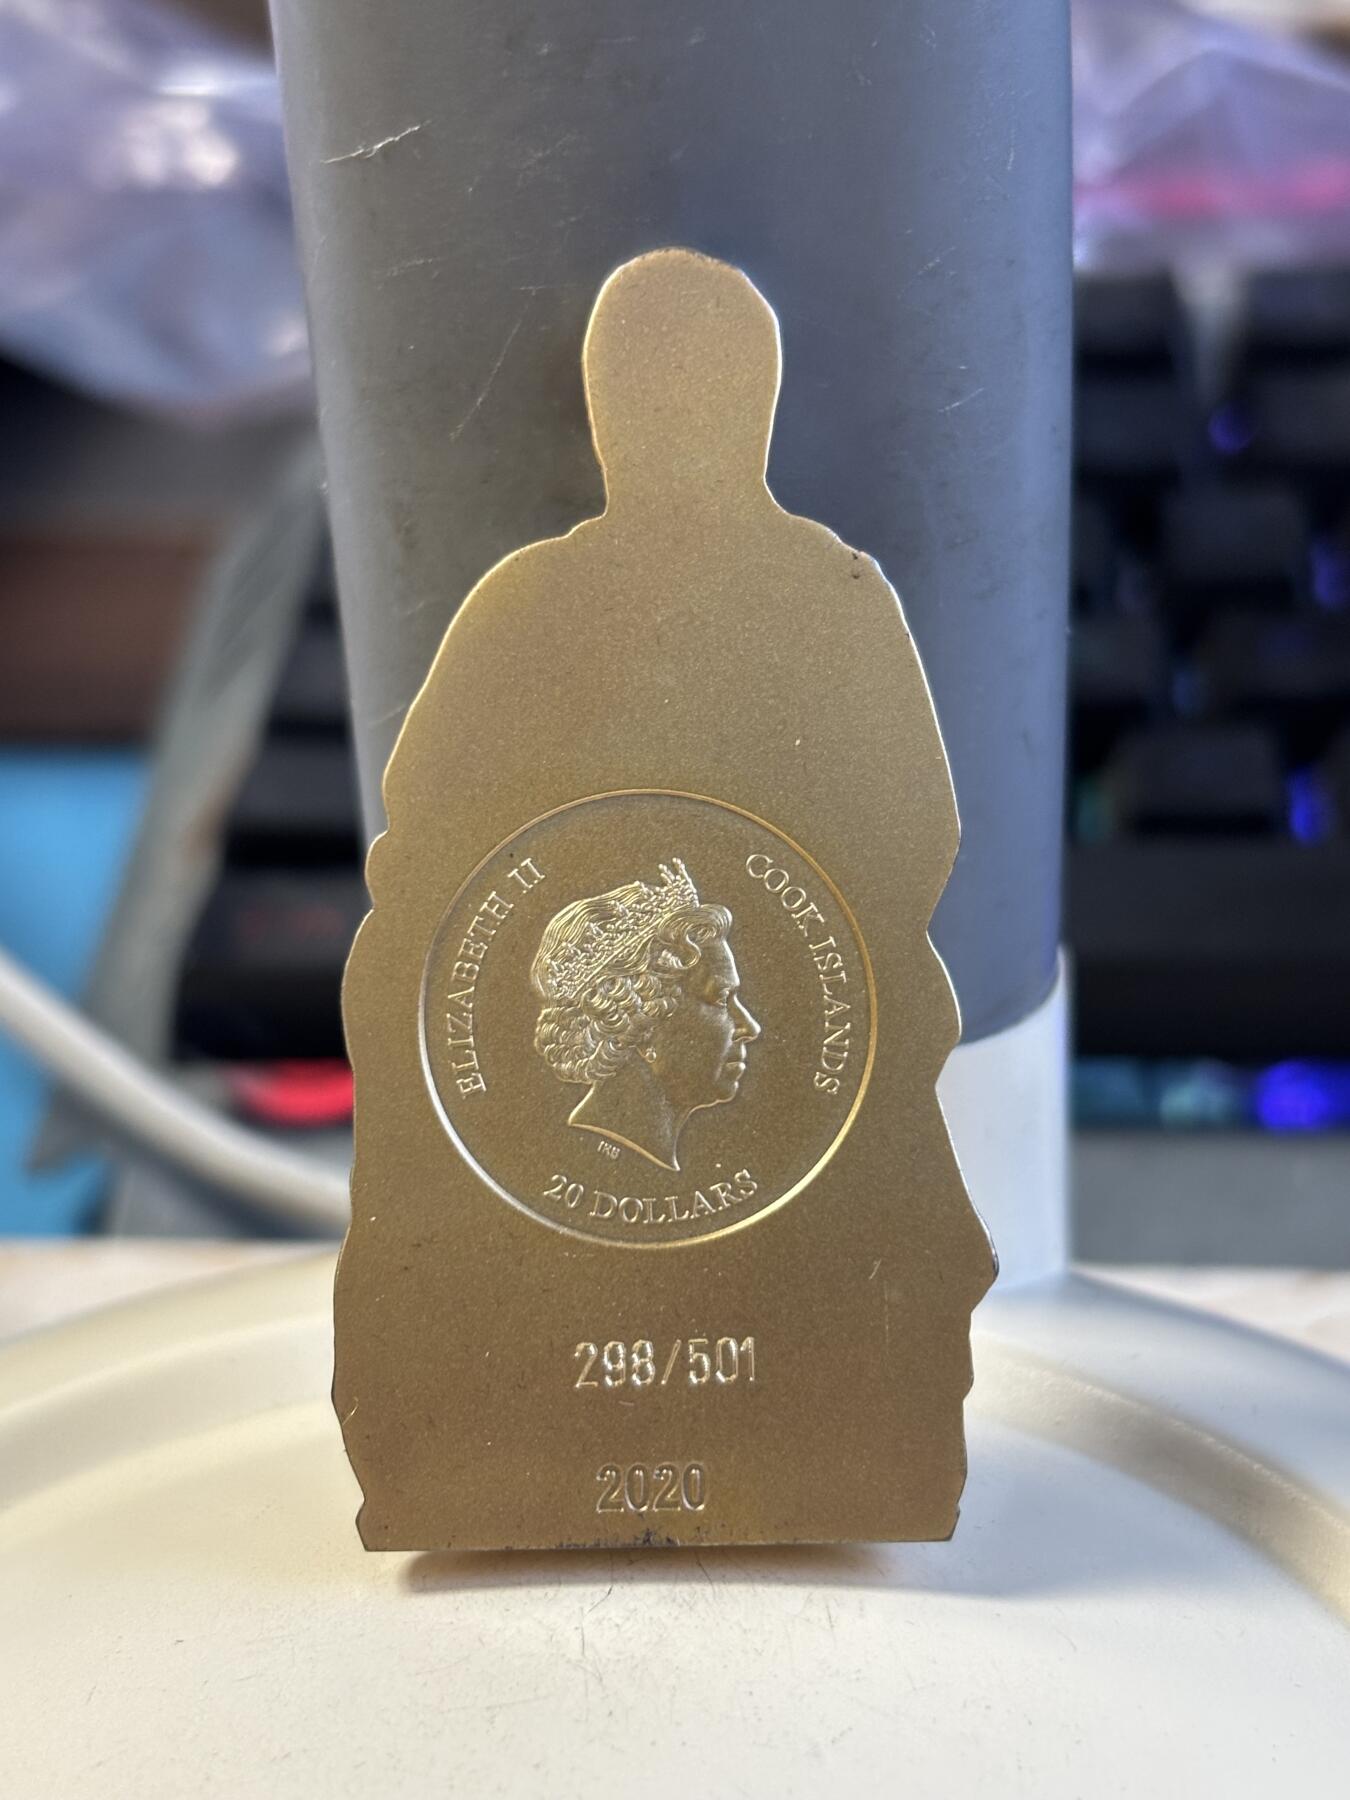 ELIZABETH II
COOK ISLANDS
IRB
20 DOLLARS
298/501
2020